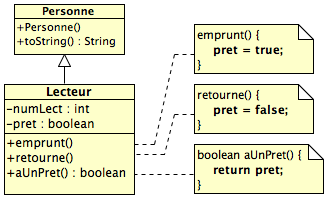 Personne
+Personne()
+toString() : String
Lecteur
-numLect : int
-pret : boolean
+emprunt()
+retourne()
+aUnPret() : boolean
emprunt() {
pret = true;
}
retourne() {
pret = false;
}
boolean aUnPret() {
return pret;
}